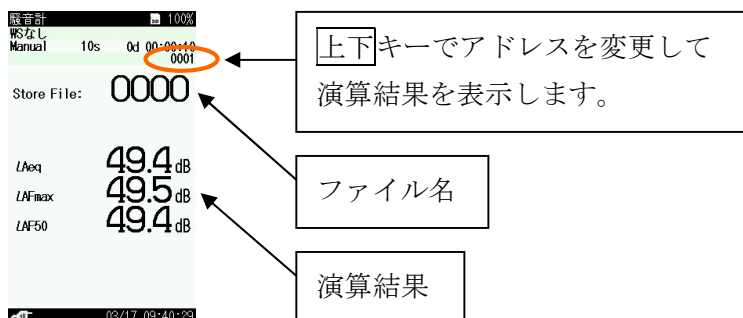 騒音計 100%
WSなし
Manual 10s 0d 00:00:10
0001
Store File: 0000
LAeq 49.4 dB
LAFmax 49.5 dB
LAF50 49.4 dB
03/17 09:40:29
上下キーでアドレスを変更して
演算結果を表示します。
ファイル名
演算結果